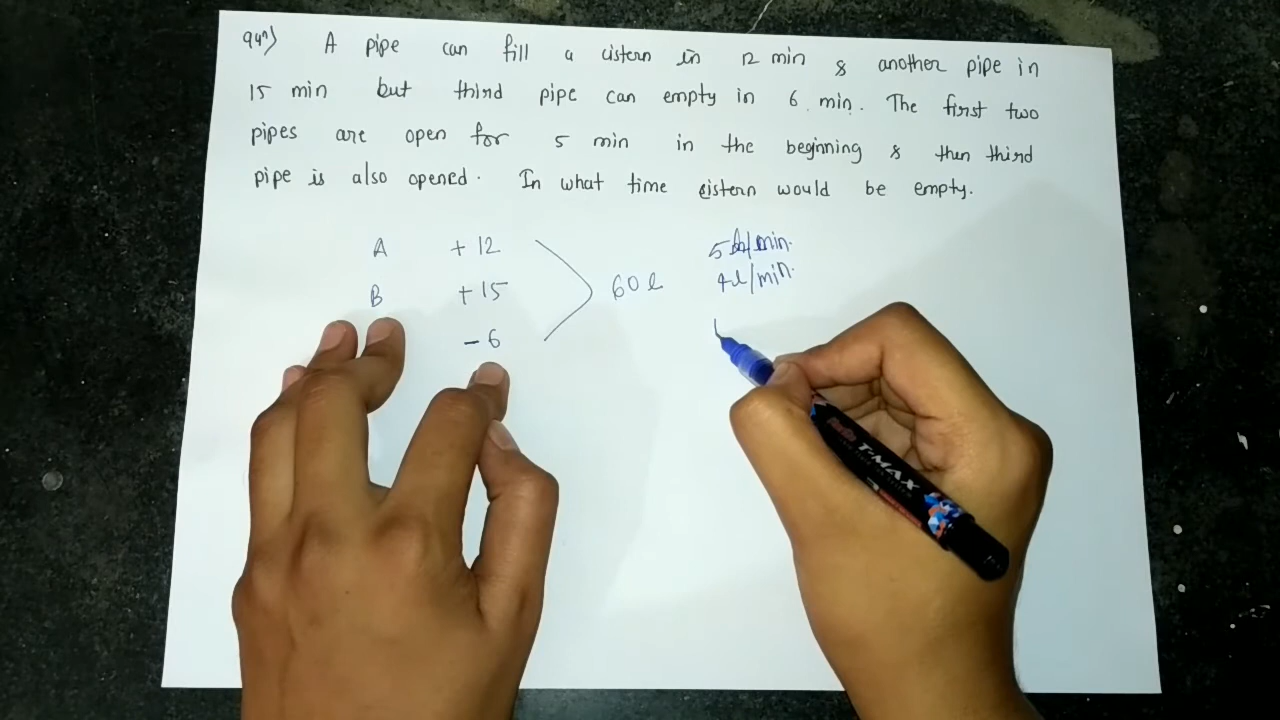 A pipe can fill a cistern in 12 min & another pipe in
15 min but third pipe can empty in 6 min. The first two
pipes are open for 5 min in the beginning & then third
pipe is also opened. In what time cistern would be empty.
A + 12
B + 15
- 6
60 l
5 /min.
4l/min.
T-MAX